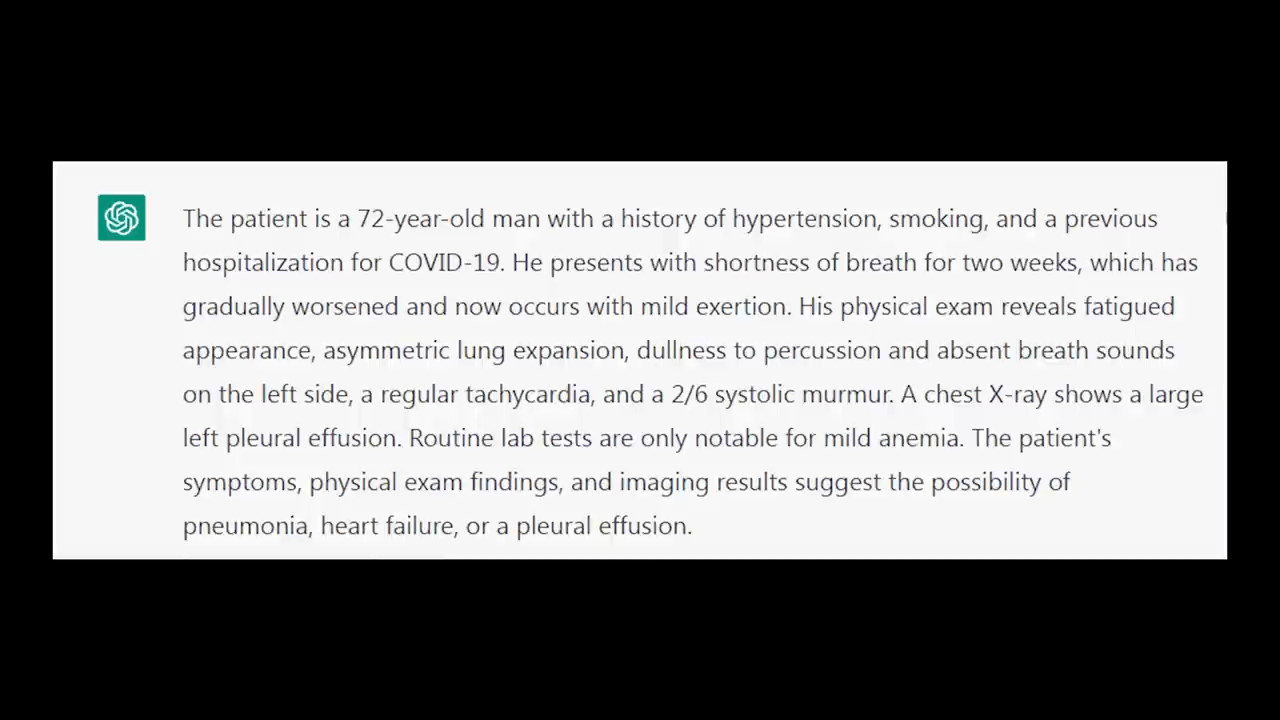 The patient is a 72-year-old man with a history of hypertension, smoking, and a previous
hospitalization for COVID-19. He presents with shortness of breath for two weeks, which has
gradually worsened and now occurs with mild exertion. His physical exam reveals fatigued
appearance, asymmetric lung expansion, dullness to percussion and absent breath sounds
on the left side, a regular tachycardia, and a 2/6 systolic murmur. A chest X-ray shows a large
left pleural effusion. Routine lab tests are only notable for mild anemia. The patient's
symptoms, physical exam findings, and imaging results suggest the possibility of
pneumonia, heart failure, or a pleural effusion.